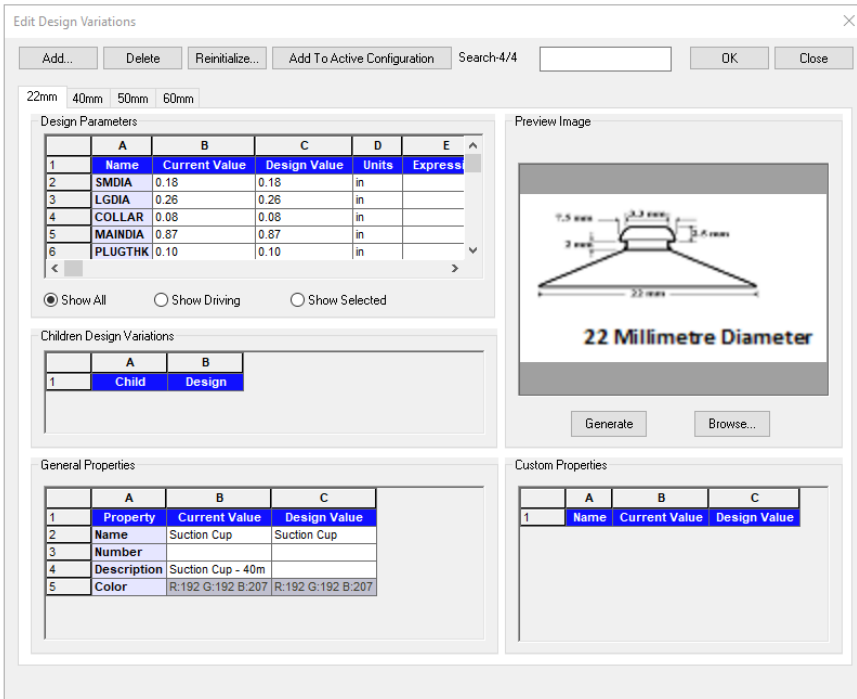 Edit Design Variations
Add... Delete Reinitialize... Add To Active Configuration Search-4/4 OK Close
22mm 40mm 50mm 60mm
Design Parameters
A B C D E
1 Name Current Value Design Value Units Expressi
2 SMDIA 0.18 0.18 in
3 LGDIA 0.26 0.26 in
4 COLLAR 0.08 0.08 in
5 MAINDIA 0.87 0.87 in
6 PLUGTHK 0.10 0.10 in
Show All Show Driving Show Selected
Children Design Variations
A B
1 Child Design
Preview Image
7.5 mm 3.3 mm
2.5 mm
2 mm
22 mm
22 Millimetre Diameter
Generate Browse...
General Properties
A B C
1 Property Current Value Design Value
2 Name Suction Cup Suction Cup
3 Number
4 Description Suction Cup - 40m
5 Color R:192 G:192 B:207 R:192 G:192 B:207
Custom Properties
A B C
1 Name Current Value Design Value